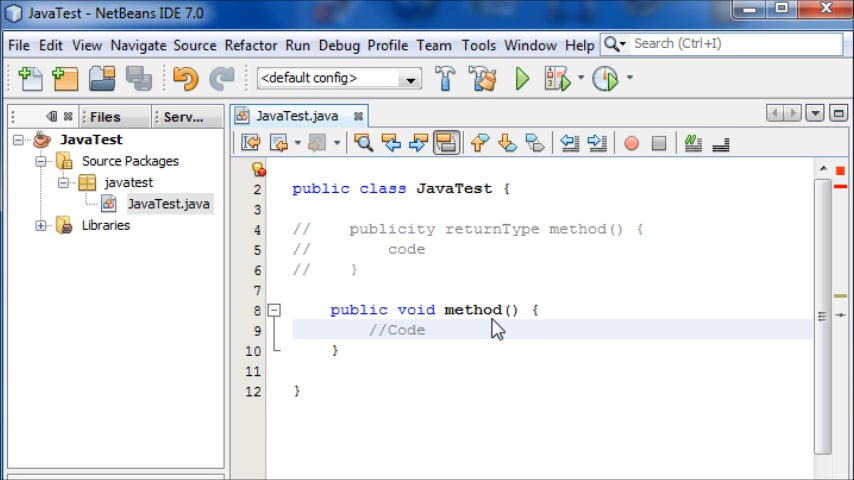 JavaTest - NetBeans IDE 7.0
File Edit View Navigate Source Refactor Run Debug Profile Team Tools Window Help Search (Ctrl+I)
<default config>
Files Serv... JavaTest.java
JavaTest
Source Packages
javatest
JavaTest.java
Libraries
2 public class JavaTest {
3
4 // publicity returnType method() {
5 // code
6 // }
7
8 public void method() {
9 //Code
10 }
11
12 }